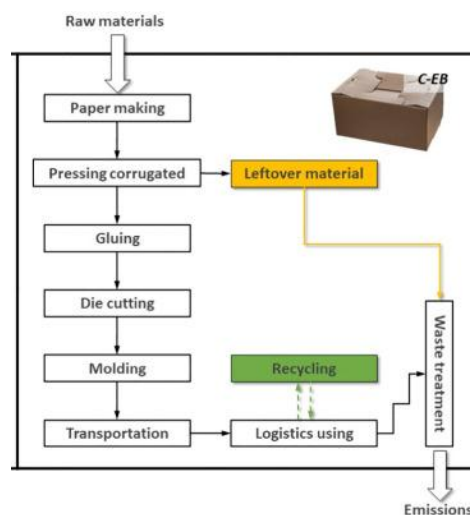 Raw materials
C-EB
Paper making
Pressing corrugated
Leftover material
Gluing
Die cutting
Waste treatment
Molding
Recycling
Transportation
Logistics using
Emissions